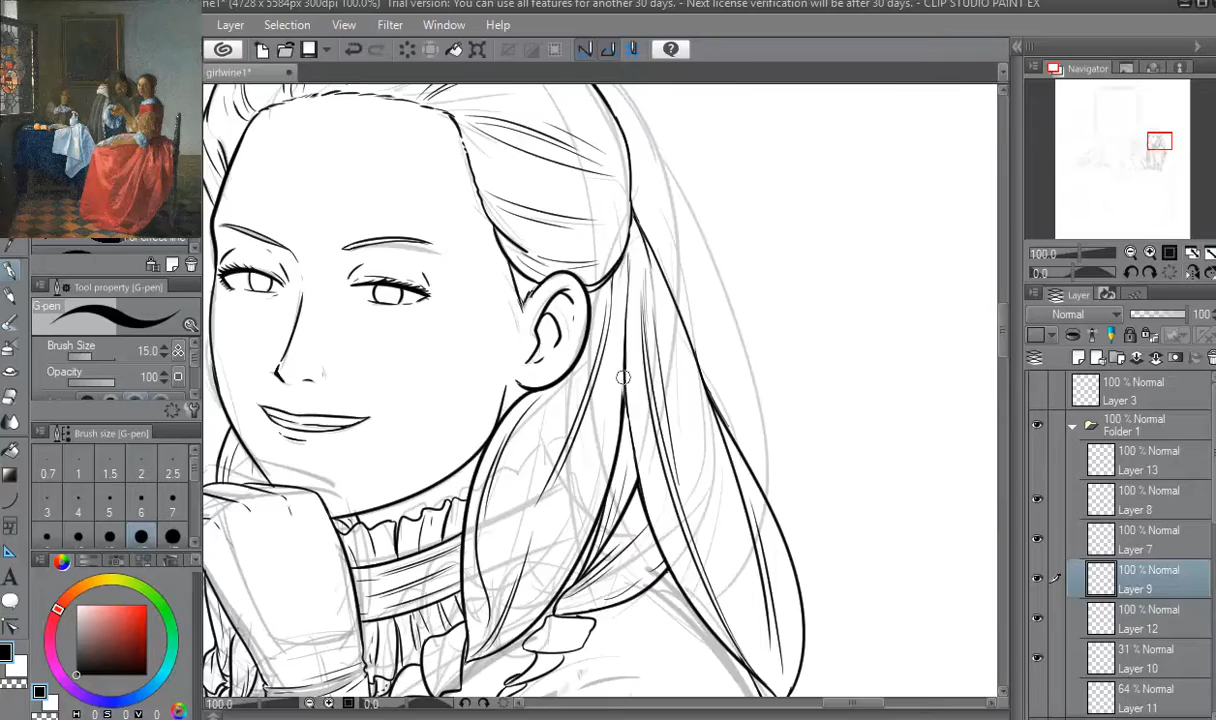 ne1* (4728 x 5584px 300dpi 100.0%) Trial version: You can use all features for another 30 days. - Next license verification will be after 30 days. - CLIP STUDIO PAINT EX
Layer Selection View Filter Window Help
girlwine1*
Navigator
100.0
0.0
Tool property [G-pen]
G-pen
Brush Size 15.0
Opacity 100
Brush size [G-pen]
0.7 1 1.5 2 2.5
3 4 5 6 7
H 0 S 0 V 0
100.0 0.0
Layer
Normal 100
100 % Normal
Layer 3
100 % Normal
Folder 1
100 % Normal
Layer 13
100 % Normal
Layer 8
100 % Normal
Layer 7
100 % Normal
Layer 9
100 % Normal
Layer 12
31 % Normal
Layer 10
64 % Normal
Layer 11